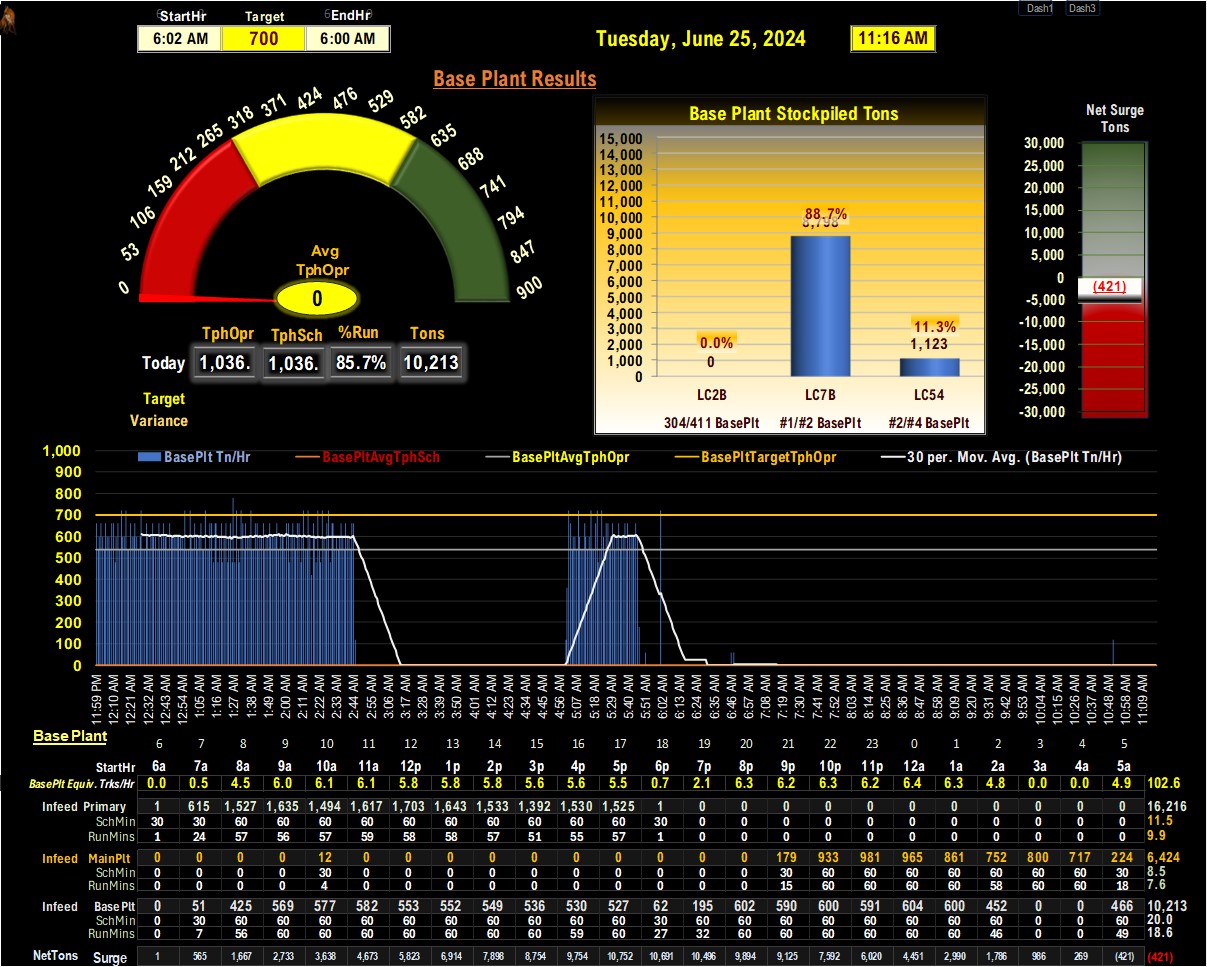 StartHr Target EndHr
6:02 AM 700 6:00 AM
Tuesday, June 25, 2024 11:16 AM
Dash1 Dash3
Base Plant Results
0 53 106 159 212 265 318 371 424 476 529 582 635 688 741 794 847 900
Avg
TphOpr
0
TphOpr TphSch %Run Tons
Today 1,036. 1,036. 85.7% 10,213
Target
Variance
Base Plant Stockpiled Tons
15,000
14,000
13,000
12,000
11,000
10,000
9,000
8,000
7,000
6,000
5,000
4,000
3,000
2,000
1,000
0
0.0%
0
88.7%
8,798
11.3%
1,123
LC2B LC7B LC54
304/411 BasePlt #1/#2 BasePlt #2/#4 BasePlt
Net Surge
Tons
30,000
25,000
20,000
15,000
10,000
5,000
0
(421)
-5,000
-10,000
-15,000
-20,000
-25,000
-30,000
BasePlt Tn/Hr BasePltAvgTphSch BasePltAvgTphOpr BasePltTargetTphOpr 30 per. Mov. Avg. (BasePlt Tn/Hr)
1,000
900
800
700
600
500
400
300
200
100
0
11:59 PM 12:10 AM 12:21 AM 12:32 AM 12:54 AM 1:05 AM 1:16 AM 1:27 AM 1:38 AM 1:49 AM 2:00 AM 2:11 AM 2:22 AM 2:33 AM 2:44 AM 2:55 AM 3:06 AM 3:17 AM 3:28 AM 3:39 AM 3:50 AM 4:01 AM 4:12 AM 4:23 AM 4:34 AM 4:45 AM 4:56 AM 5:07 AM 5:18 AM 5:29 AM 5:40 AM 5:51 AM 6:02 AM 6:13 AM 6:24 AM 6:35 AM 6:46 AM 6:57 AM 7:08 AM 7:19 AM 7:30 AM 7:41 AM 7:52 AM 8:03 AM 8:14 AM 8:25 AM 8:36 AM 8:47 AM 8:58 AM 9:09 AM 9:20 AM 9:31 AM 9:42 AM 9:53 AM 10:04 AM 10:15 AM 10:26 AM 10:37 AM 10:48 AM 10:58 AM 11:09 AM
Base Plant
6 7 8 9 10 11 12 13 14 15 16 17 18 19 20 21 22 23 0 1 2 3 4 5
StartHr 6a 7a 8a 9a 10a 11a 12p 1p 2p 3p 4p 5p 6p 7p 8p 9p 10p 11p 12a 1a 2a 3a 4a 5a
BasePlt Equiv. Trks/Hr 0.0 0.5 4.5 6.0 6.1 6.1 5.8 5.8 5.8 5.6 5.6 5.5 0.7 2.1 6.3 6.2 6.3 6.2 6.4 6.3 4.8 0.0 0.0 4.9 102.6
Infeed Primary 1 615 1,527 1,635 1,494 1,617 1,703 1,643 1,533 1,392 1,530 1,525 1 0 0 0 0 0 0 0 0 0 0 0 16,216
SchMin 30 30 60 60 60 60 60 60 60 60 60 60 30 0 0 0 0 0 0 0 0 0 0 0 11.5
RunMins 1 24 57 56 57 59 58 58 57 51 55 57 1 0 0 0 0 0 0 0 0 0 0 0 9.9
Infeed MainPlt 0 0 0 0 12 0 0 0 0 0 0 0 0 0 0 179 933 981 965 861 752 800 717 224 6,424
SchMin 0 0 0 0 30 0 0 0 0 0 0 0 0 0 0 30 60 60 60 60 60 60 60 30 8.5
RunMins 0 0 0 0 4 0 0 0 0 0 0 0 0 0 0 15 60 60 60 60 58 60 60 18 7.6
Infeed BasePlt 0 51 425 569 577 582 553 552 549 536 530 527 62 195 602 590 600 591 604 600 452 0 0 466 10,213
SchMin 0 30 60 60 60 60 60 60 60 60 60 60 30 60 60 60 60 60 60 60 60 0 0 60 20.0
RunMins 0 7 56 60 60 60 60 60 60 60 59 60 27 32 60 60 60 60 60 60 46 0 0 49 18.6
NetTons Surge 1 565 1,667 2,733 3,638 4,673 5,823 6,914 7,898 8,754 9,754 10,752 10,691 10,496 9,894 9,125 7,592 6,020 4,451 2,990 1,786 986 269 (421) (421)